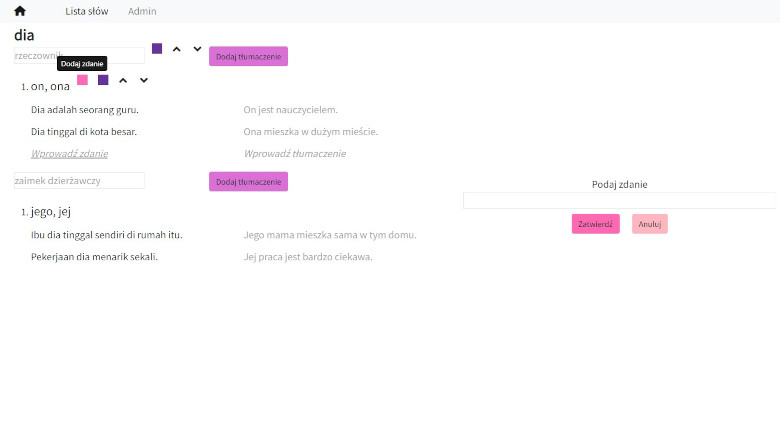 Lista słów Admin
dia
rzeczownik
Dodaj tłumaczenie
Dodaj zdanie
1. on, ona
Dia adalah seorang guru. On jest nauczycielem.
Dia tinggal di kota besar. Ona mieszka w dużym mieście.
Wprowadź zdanie Wprowadź tłumaczenie
zaimek dzierżawczy Dodaj tłumaczenie
1. jego, jej
Ibu dia tinggal sendiri di rumah itu. Jego mama mieszka sama w tym domu.
Pekerjaan dia menarik sekali. Jej praca jest bardzo ciekawa.
Podaj zdanie
Zatwierdź Anuluj